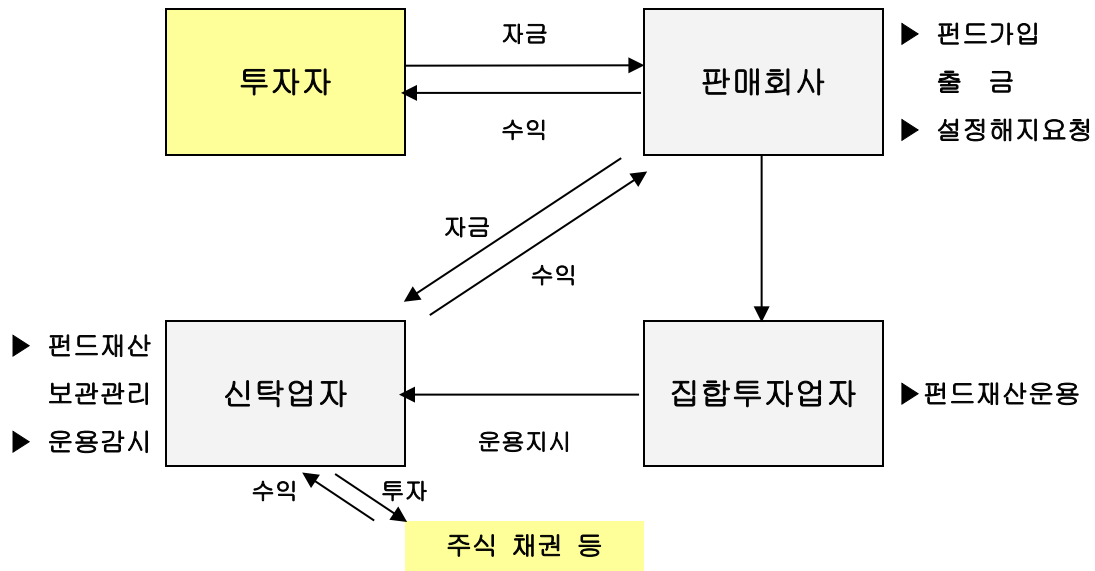 자금
투자자
판매회사
▶ 펀드가입
출 금
▶ 설정해지요청
수익
자금
수익
▶ 펀드재산
보관관리
▶ 운용감시
신탁업자
집합투자업자
▶펀드재산운용
운용지시
수익
투자
주식 채권 등